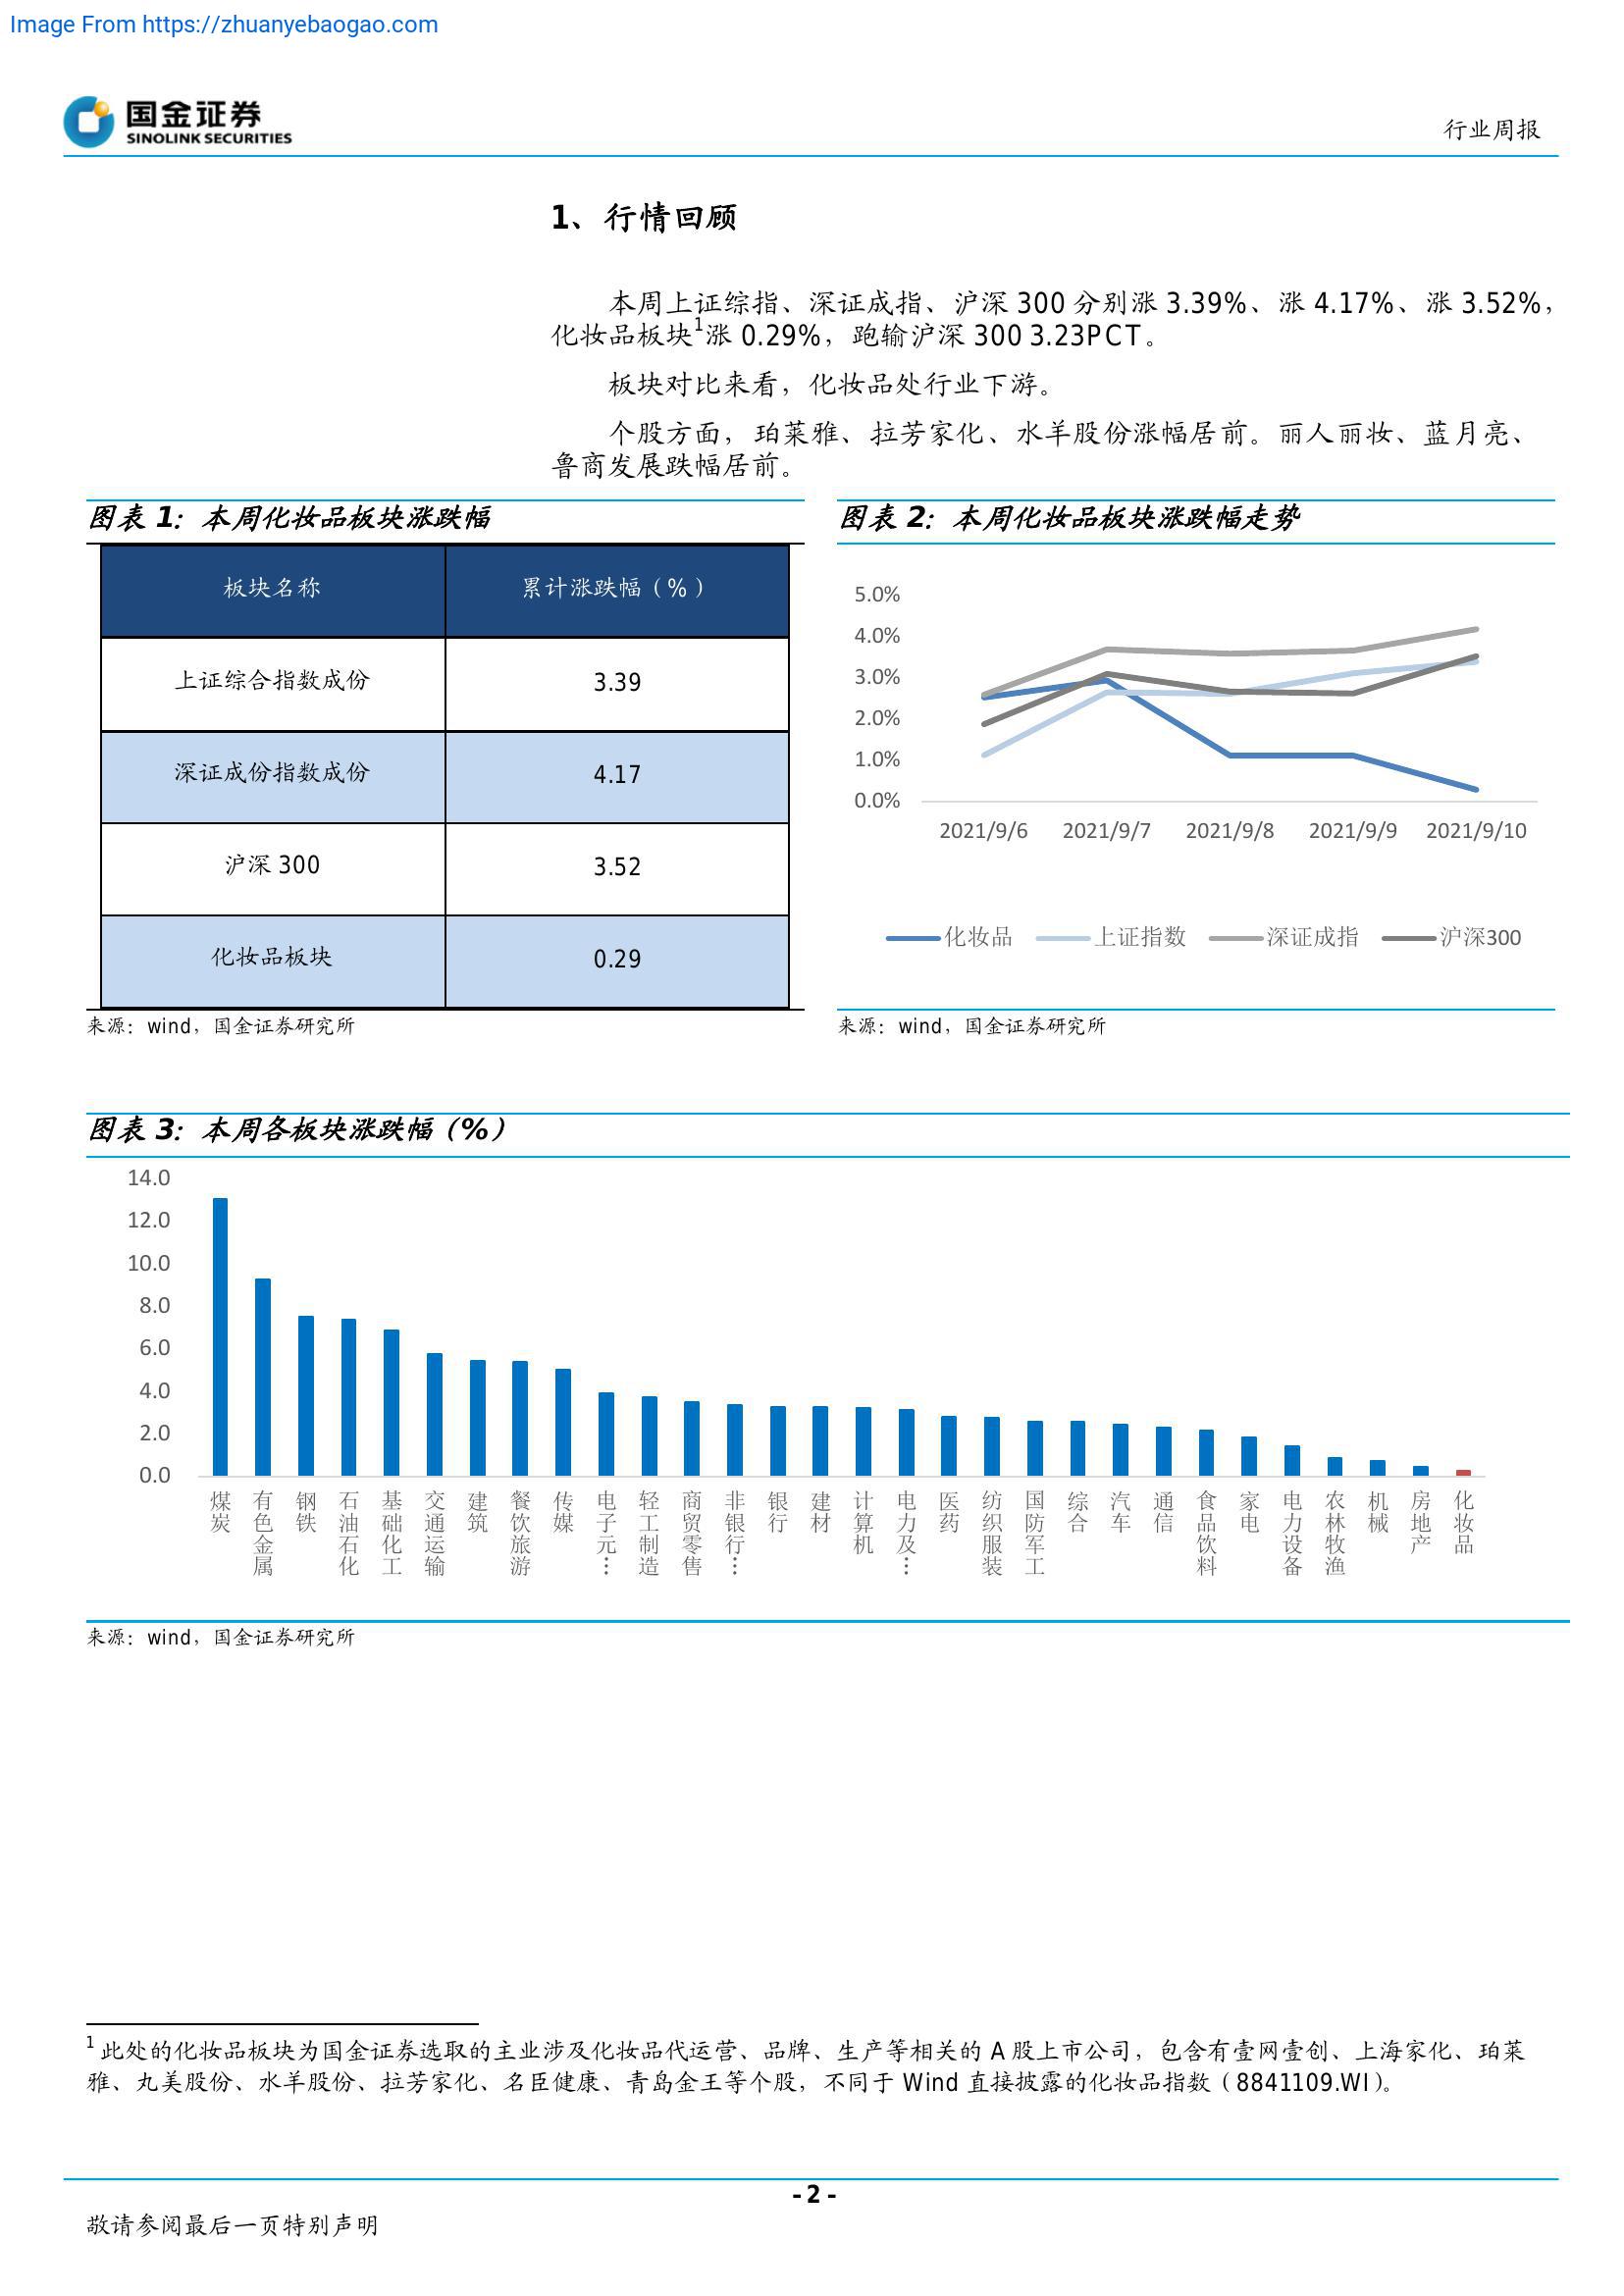 Image From https://zhuanyebaogao.com
国金证券
SINOLINK SECURITIES
行业周报
1、行情回顾
本周上证综指、深证成指、沪深 300 分别涨 3.39%、涨 4.17%、涨 3.52%，
化妆品板块1涨 0.29%，跑输沪深 300 3.23PCT。
板块对比来看，化妆品处行业下游。
个股方面，珀莱雅、拉芳家化、水羊股份涨幅居前。丽人丽妆、蓝月亮、
鲁商发展跌幅居前。
图表 1：本周化妆品板块涨跌幅
板块名称 累计涨跌幅（%）
上证综合指数成份 3.39
深证成份指数成份 4.17
沪深 300 3.52
化妆品板块 0.29
来源：wind，国金证券研究所
图表 2：本周化妆品板块涨跌幅走势
5.0%
4.0%
3.0%
2.0%
1.0%
0.0%
2021/9/6 2021/9/7 2021/9/8 2021/9/9 2021/9/10
化妆品 上证指数 深证成指 沪深300
来源：wind，国金证券研究所
图表 3：本周各板块涨跌幅（%）
14.0
12.0
10.0
8.0
6.0
4.0
2.0
0.0
煤炭
有色金属
钢铁
石油石化
基础化工
交通运输
建筑
餐饮旅游
传媒
电子元…
轻工制造
商贸零售
非银行…
银行
建材
计算机
电力及…
医药
纺织服装
国防军工
综合
汽车
通信
食品饮料
家电
电力设备
农林牧渔
机械
房地产
化妆品
来源：wind，国金证券研究所
1 此处的化妆品板块为国金证券选取的主业涉及化妆品代运营、品牌、生产等相关的 A 股上市公司，包含有壹网壹创、上海家化、珀莱
雅、丸美股份、水羊股份、拉芳家化、名臣健康、青岛金王等个股，不同于 Wind 直接披露的化妆品指数（8841109.WI）。
- 2 -
敬请参阅最后一页特别声明